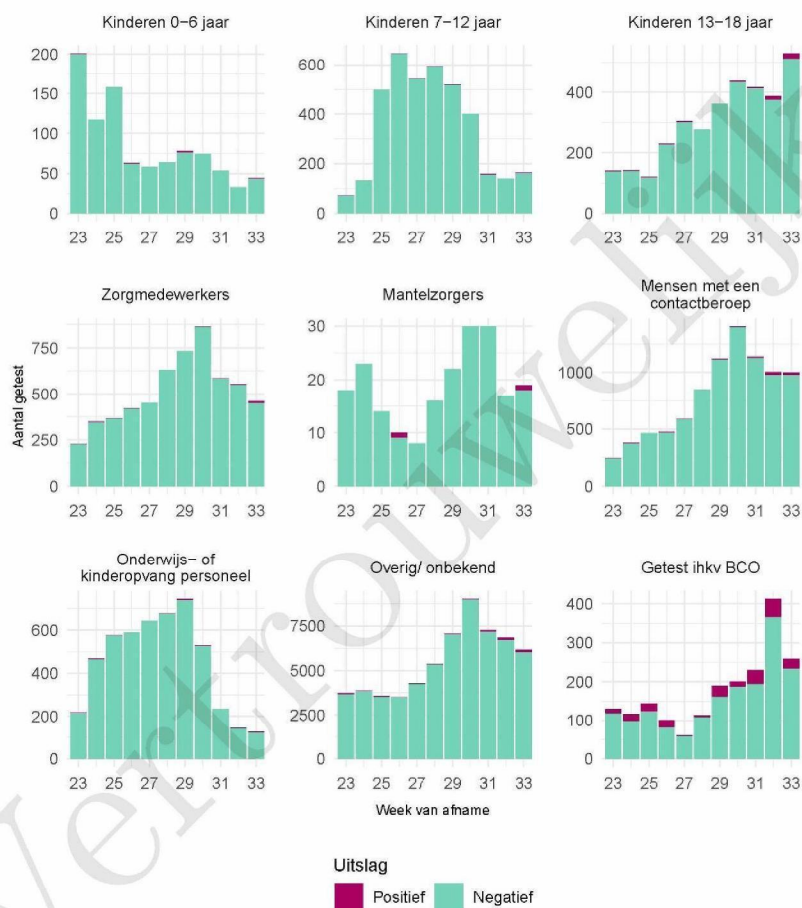 Kinderen 0−6 jaar
Kinderen 7−12 jaar
Kinderen 13−18 jaar
200
150
100
50
0
600
400
200
0
400
200
0
23 25 27 29 31 33
23 25 27 29 31 33
23 25 27 29 31 33
Zorgmedewerkers
Mantelzorgers
Mensen met een
contactberoep
Aantal getest
750
500
250
0
30
20
10
0
1000
500
0
23 25 27 29 31 33
23 25 27 29 31 33
23 25 27 29 31 33
Onderwijs− of
kinderopvang personeel
Overig/ onbekend
Getest ihkv BCO
600
400
200
0
7500
5000
2500
0
400
300
200
100
0
23 25 27 29 31 33
23 25 27 29 31 33
23 25 27 29 31 33
Week van afname
Uitslag
Positief Negatief
Vertrouwelijk